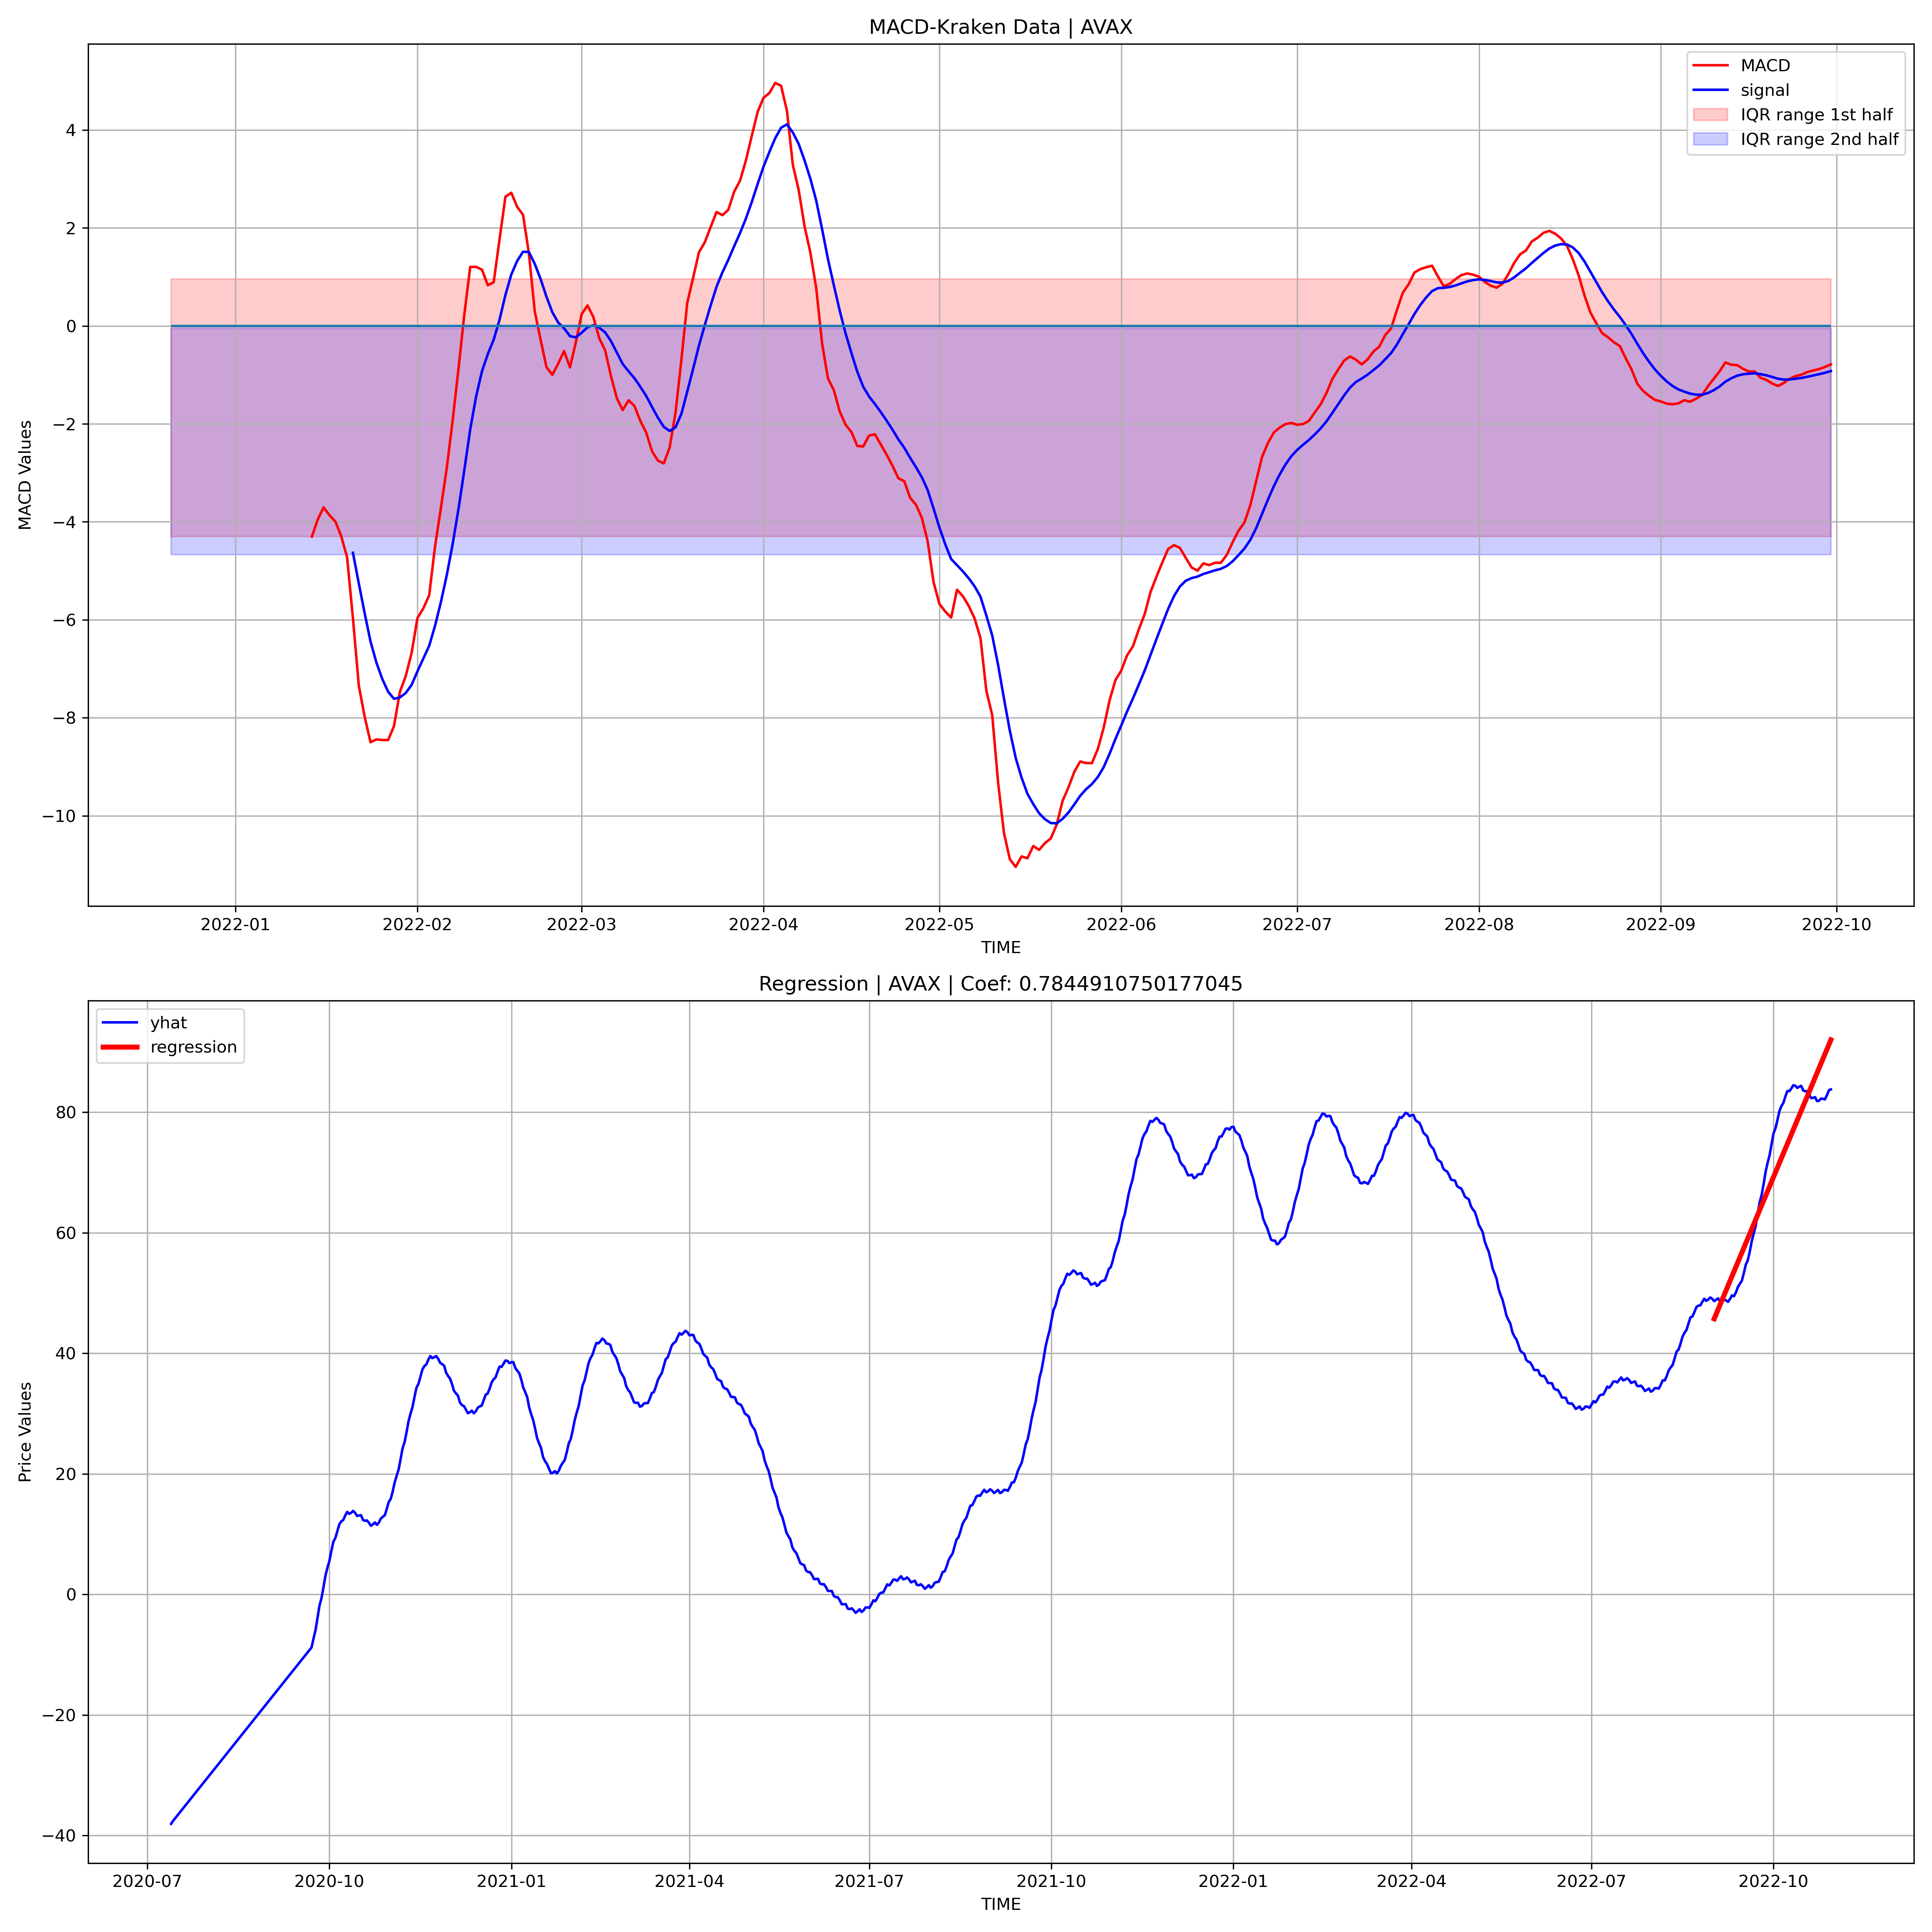 MACD-Kraken Data | AVAX
MACD
signal
IQR range 1st half
IQR range 2nd half
MACD Values
4
2
0
−2
−4
−6
−8
−10
2022-01 2022-02 2022-03 2022-04 2022-05 2022-06 2022-07 2022-08 2022-09 2022-10
TIME
Regression | AVAX | Coef: 0.7844910750177045
yhat
regression
Price Values
80
60
40
20
0
−20
−40
2020-07 2020-10 2021-01 2021-04 2021-07 2021-10 2022-01 2022-04 2022-07 2022-10
TIME